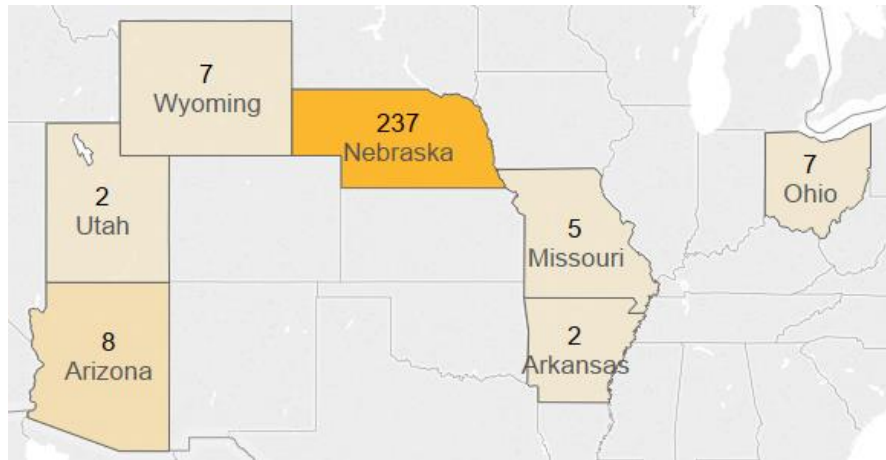 7
Wyoming
237
Nebraska
7
Ohio
2
Utah
5
Missouri
8
Arizona
2
Arkansas